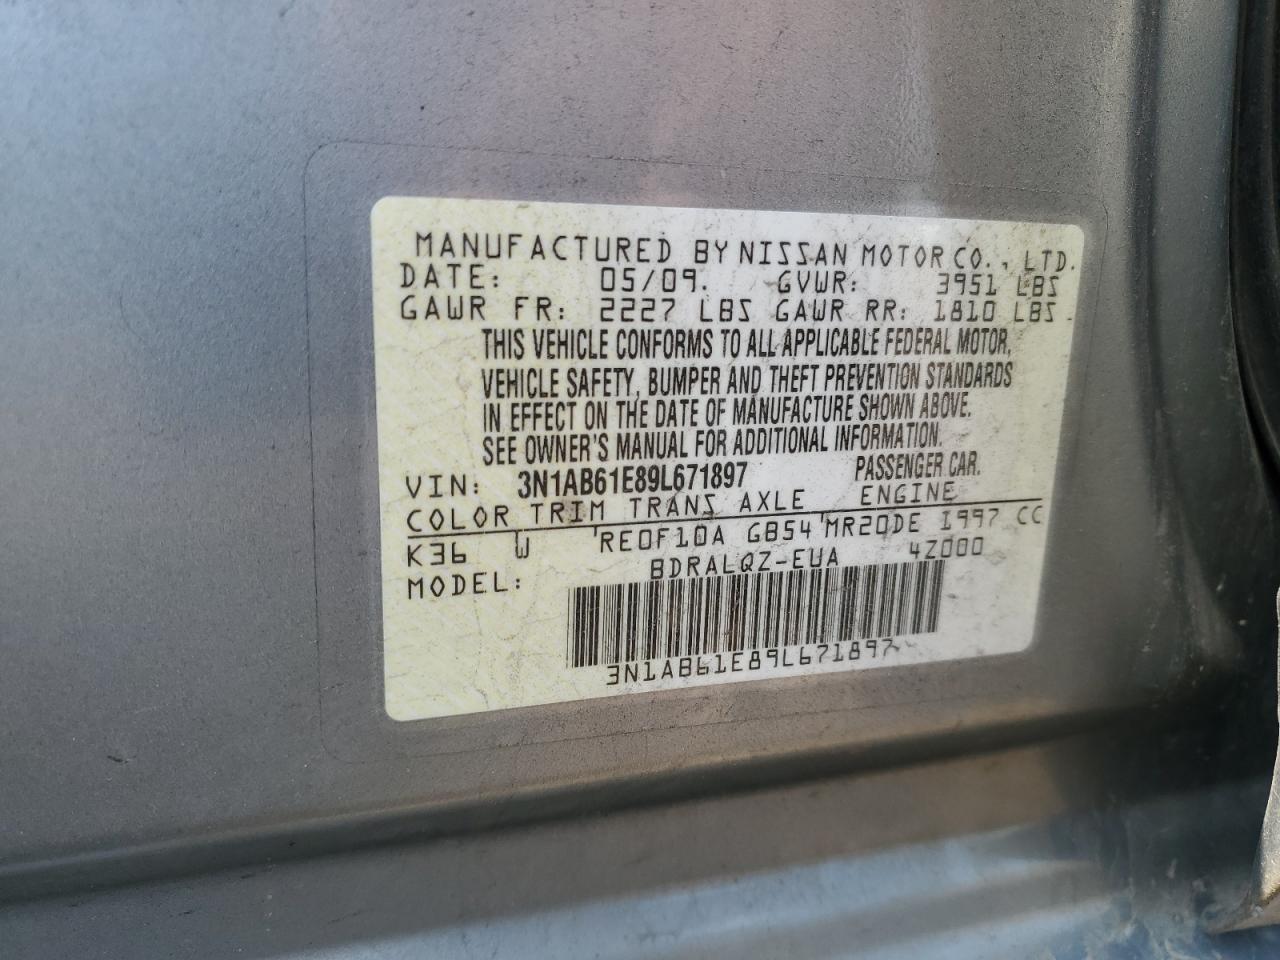 MANUFACTURED BY NISSAN MOTOR CO., LTD.
DATE: 05/09. GVWR: 3951 LBS
GAWR FR: 2227 LBS GAWR RR: 1810 LBS
THIS VEHICLE CONFORMS TO ALL APPLICABLE FEDERAL MOTOR,
VEHICLE SAFETY, BUMPER AND THEFT PREVENTION STANDARDS
IN EFFECT ON THE DATE OF MANUFACTURE SHOWN ABOVE.
SEE OWNER'S MANUAL FOR ADDITIONAL INFORMATION.
VIN: 3N1AB61E89L671897 PASSENGER CAR.
COLOR TRIM TRANS AXLE ENGINE
K36 W RE0F10A GB54 MR20DE 1997 CC
MODEL: BDRALQZ-EUA 4Z000
3N1AB61E89L671897